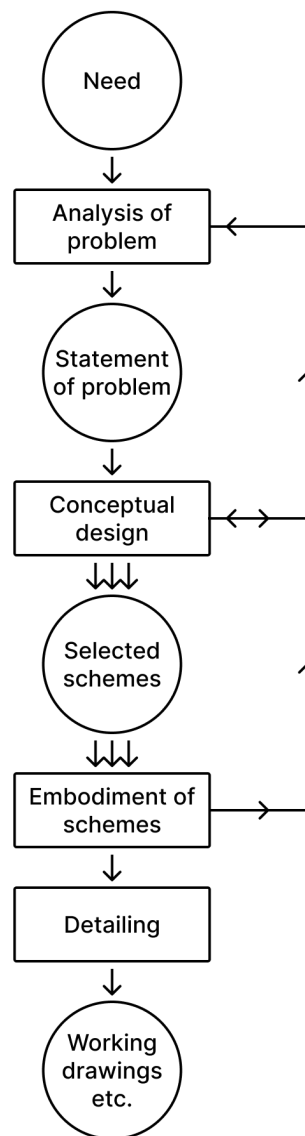 Need
Analysis of
problem
Statement
of problem
Conceptual
design
Selected
schemes
Embodiment of
schemes
Detailing
Working
drawings
etc.